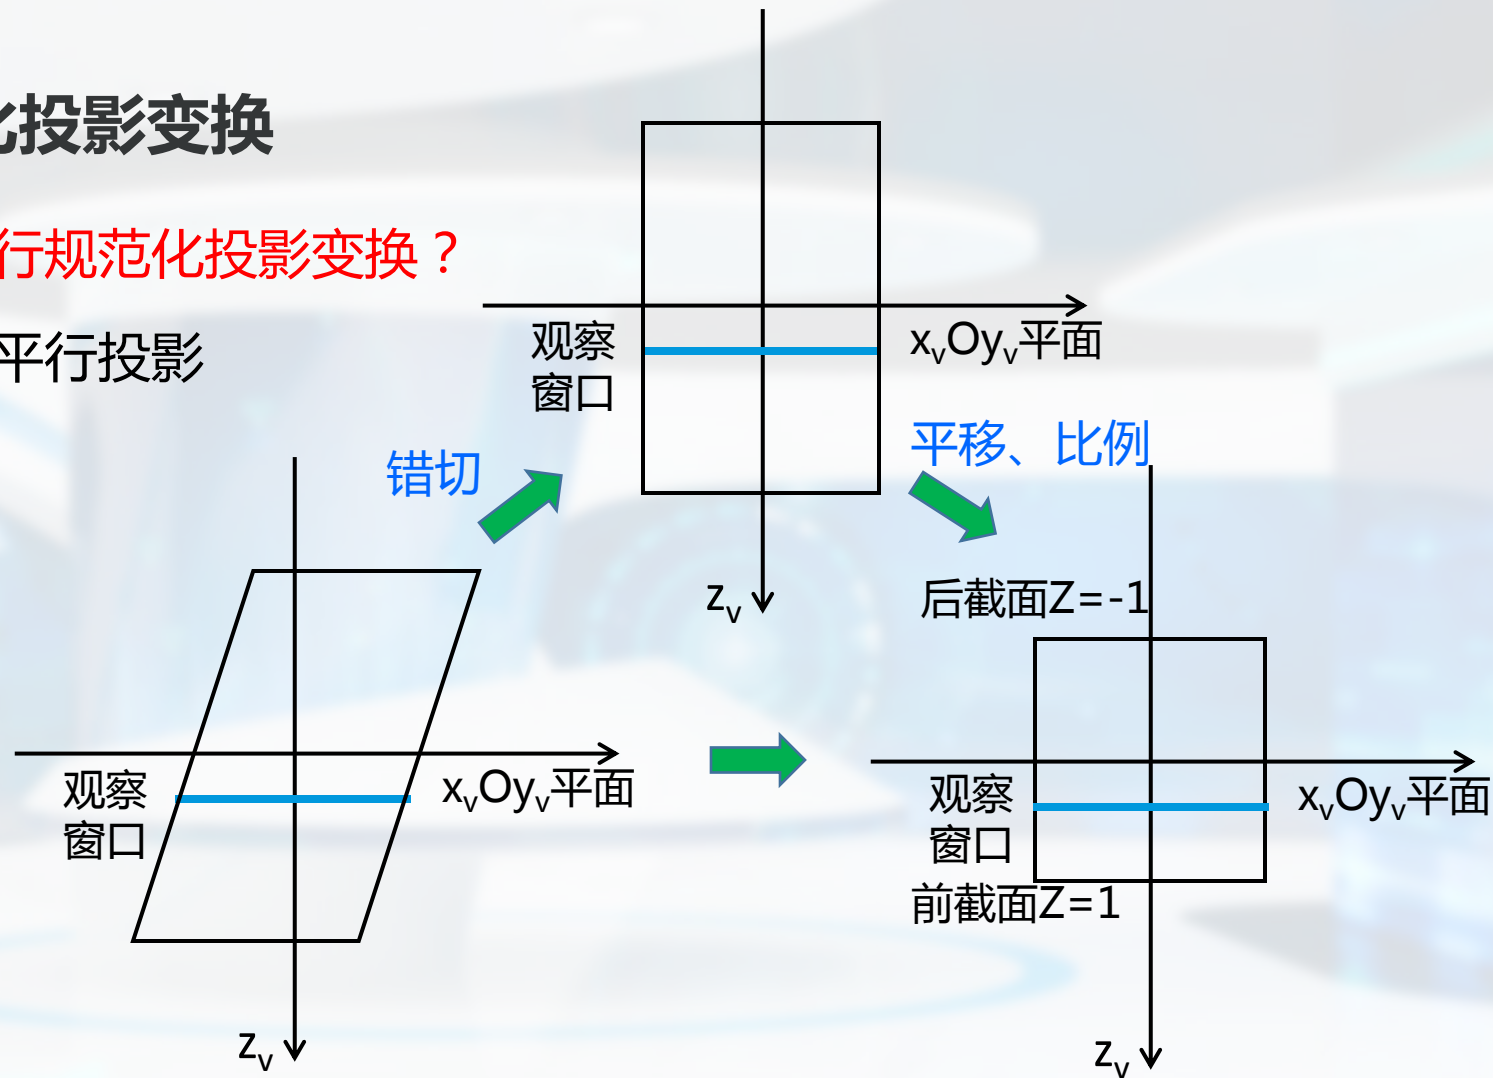 化投影变换
行规范化投影变换？
平行投影
观察
窗口
xᵥOyᵥ平面
平移、比例
错切
zᵥ
后截面Z=-1
观察
窗口
xᵥOyᵥ平面
观察
窗口
xᵥOyᵥ平面
前截面Z=1
zᵥ
zᵥ